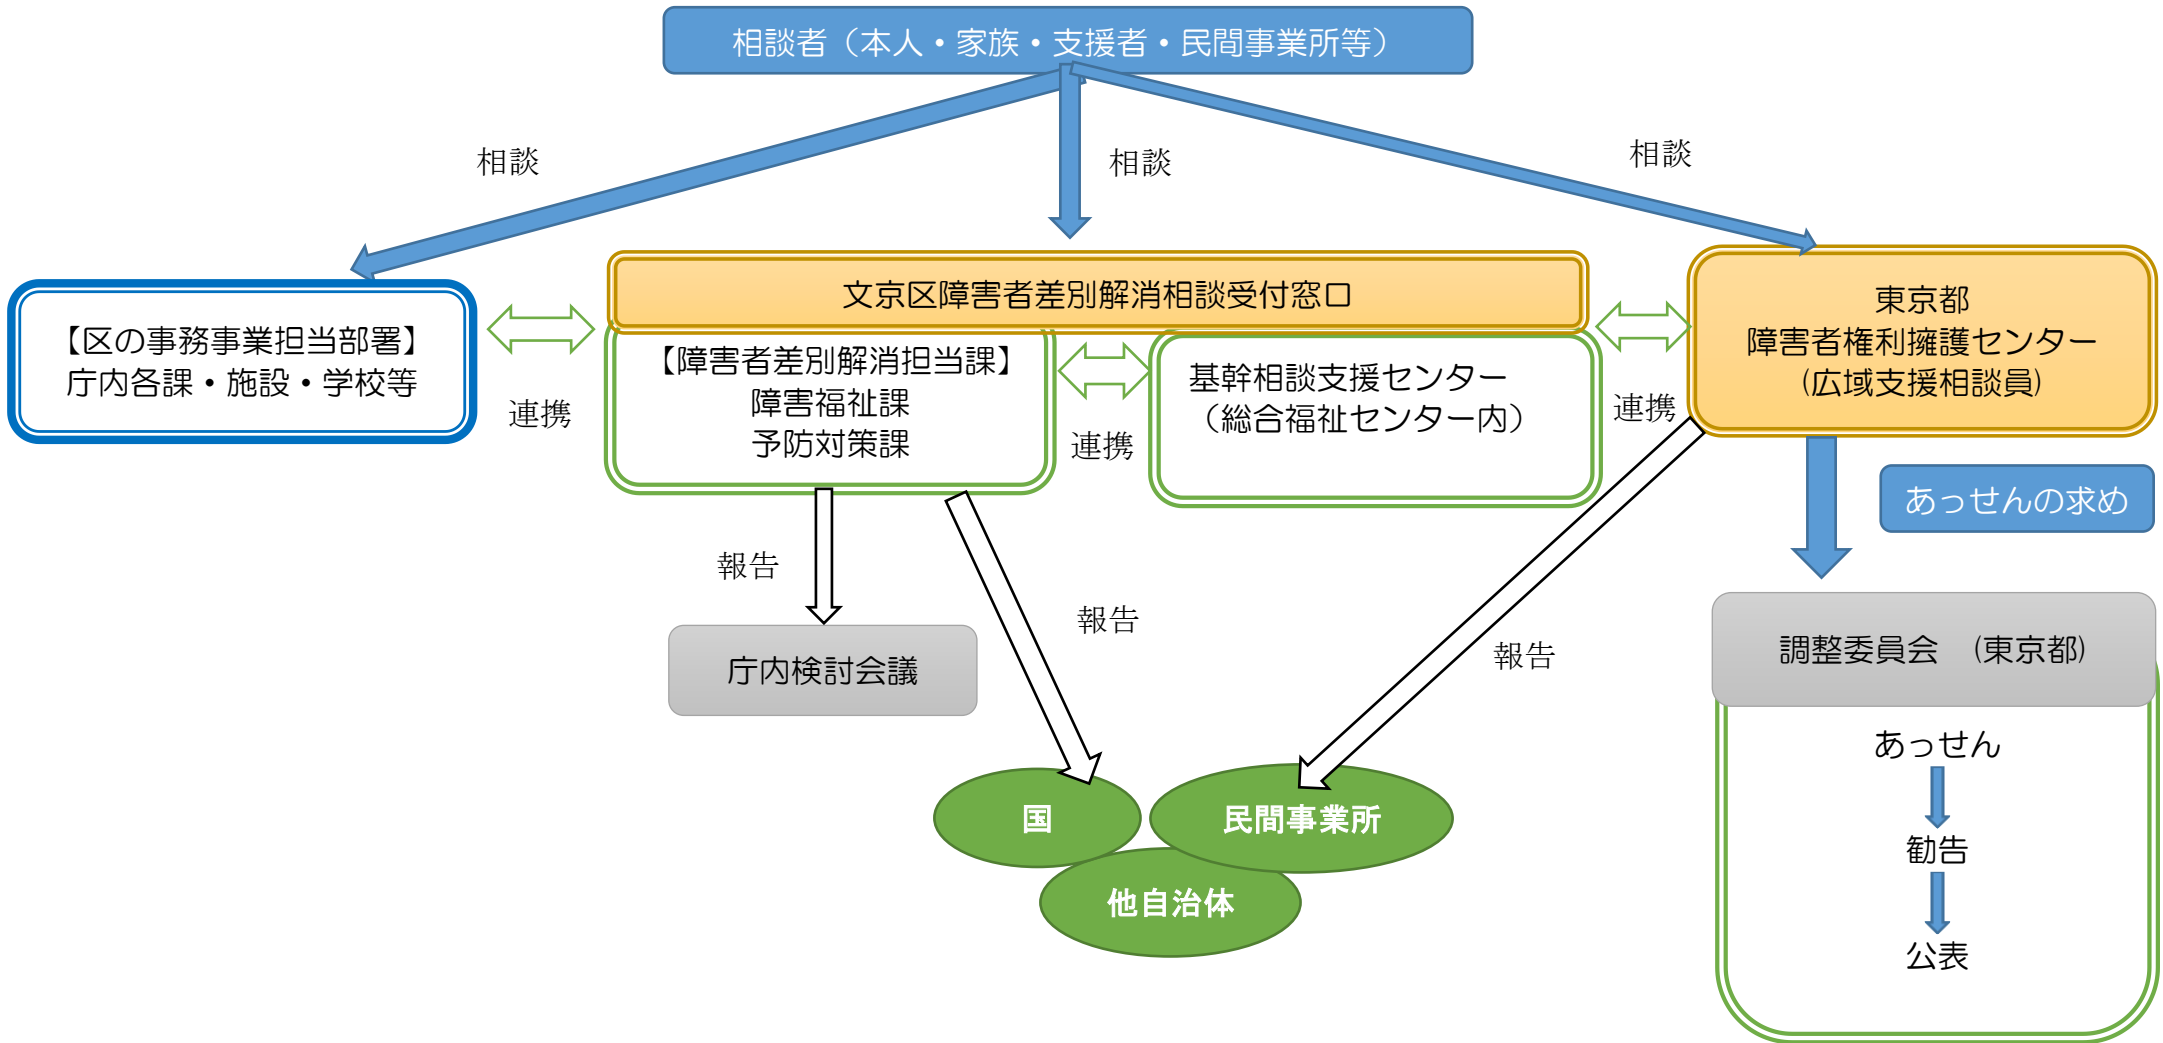 相談者（本人・家族・支援者・民間事業所等）
相談
相談
相談
【区の事務事業担当部署】
庁内各課・施設・学校等
連携
文京区障害者差別解消相談受付窓口
【障害者差別解消担当課】
障害福祉課
予防対策課
連携
基幹相談支援センター
（総合福祉センター内）
連携
東京都
障害者権利擁護センター
(広域支援相談員)
あっせんの求め
報告
報告
報告
庁内検討会議
国
民間事業所
他自治体
調整委員会　(東京都)
あっせん
勧告
公表